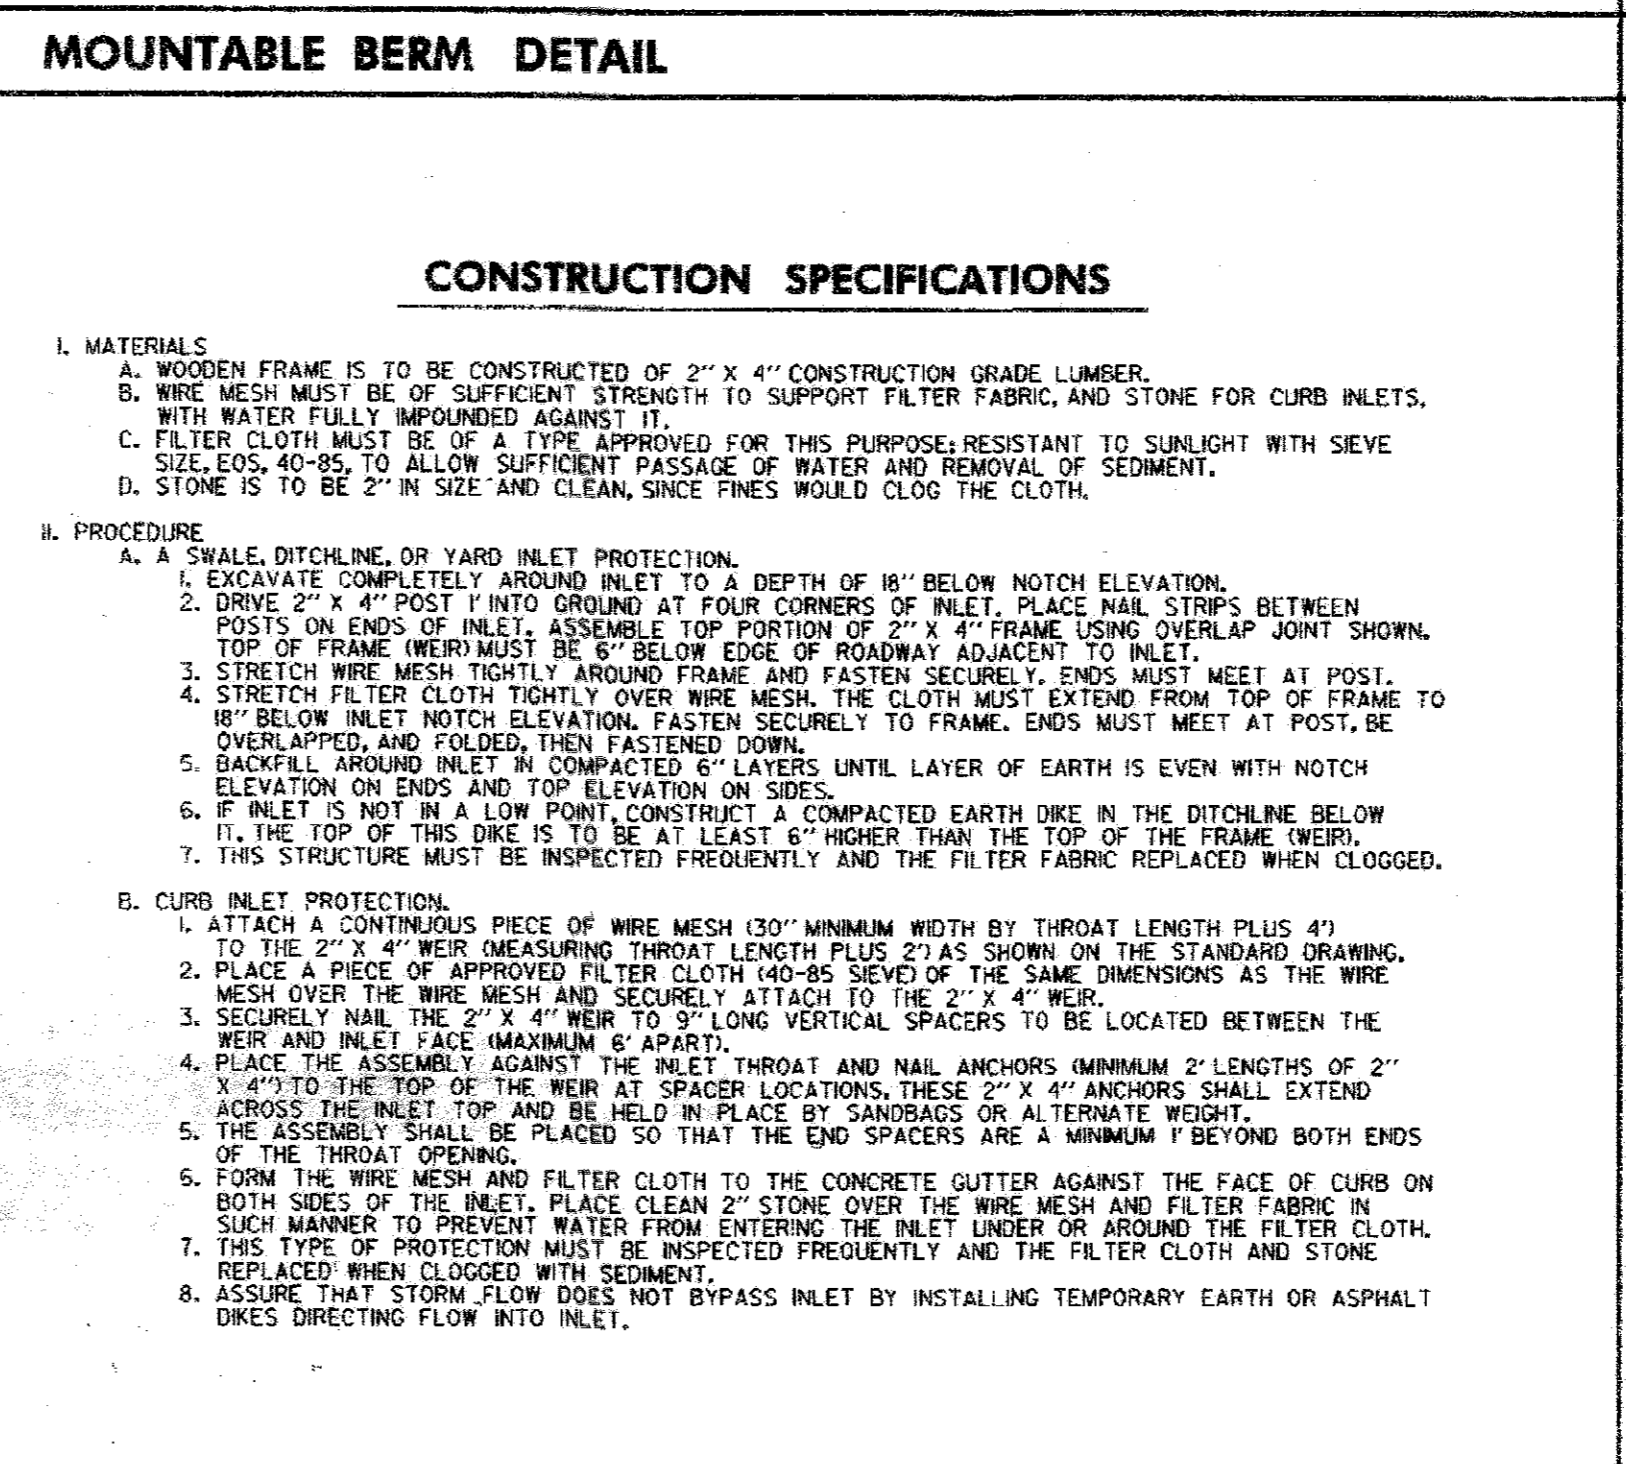 MOUNTABLE BERM DETAIL
CONSTRUCTION SPECIFICATIONS
I. MATERIALS
A. WOODEN FRAME IS TO BE CONSTRUCTED OF 2" X 4" CONSTRUCTION GRADE LUMBER.
B. WIRE MESH MUST BE OF SUFFICIENT STRENGTH TO SUPPORT FILTER FABRIC, AND STONE FOR CURB INLETS,
WITH WATER FULLY IMPOUNDED AGAINST IT.
C. FILTER CLOTH MUST BE OF A TYPE APPROVED FOR THIS PURPOSE; RESISTANT TO SUNLIGHT WITH SIEVE
SIZE, EOS, 40-85, TO ALLOW SUFFICIENT PASSAGE OF WATER AND REMOVAL OF SEDIMENT.
D. STONE IS TO BE 2" IN SIZE AND CLEAN, SINCE FINES WOULD CLOG THE CLOTH.
II. PROCEDURE
A. A SWALE, DITCHLINE, OR YARD INLET PROTECTION.
1. EXCAVATE COMPLETELY AROUND INLET TO A DEPTH OF 18" BELOW NOTCH ELEVATION.
2. DRIVE 2" X 4" POST 1' INTO GROUND AT FOUR CORNERS OF INLET. PLACE NAIL STRIPS BETWEEN
POSTS ON ENDS OF INLET. ASSEMBLE TOP PORTION OF 2" X 4" FRAME USING OVERLAP JOINT SHOWN.
TOP OF FRAME (WEIR) MUST BE 6" BELOW EDGE OF ROADWAY ADJACENT TO INLET.
3. STRETCH WIRE MESH TIGHTLY AROUND FRAME AND FASTEN SECURELY. ENDS MUST MEET AT POST.
4. STRETCH FILTER CLOTH TIGHTLY OVER WIRE MESH. THE CLOTH MUST EXTEND FROM TOP OF FRAME TO
18" BELOW INLET NOTCH ELEVATION. FASTEN SECURELY TO FRAME. ENDS MUST MEET AT POST, BE
OVERLAPPED, AND FOLDED, THEN FASTENED DOWN.
5. BACKFILL AROUND INLET IN COMPACTED 6" LAYERS UNTIL LAYER OF EARTH IS EVEN WITH NOTCH
ELEVATION ON ENDS AND TOP ELEVATION ON SIDES.
6. IF INLET IS NOT IN A LOW POINT, CONSTRUCT A COMPACTED EARTH DIKE IN THE DITCHLINE BELOW
IT. THE TOP OF THIS DIKE IS TO BE AT LEAST 6" HIGHER THAN THE TOP OF THE FRAME (WEIR).
7. THIS STRUCTURE MUST BE INSPECTED FREQUENTLY AND THE FILTER FABRIC REPLACED WHEN CLOGGED.
B. CURB INLET PROTECTION.
1. ATTACH A CONTINUOUS PIECE OF WIRE MESH (30" MINIMUM WIDTH BY THROAT LENGTH PLUS 4')
TO THE 2" X 4" WEIR (MEASURING THROAT LENGTH PLUS 2') AS SHOWN ON THE STANDARD DRAWING.
2. PLACE A PIECE OF APPROVED FILTER CLOTH (40-85 SIEVE) OF THE SAME DIMENSIONS AS THE WIRE
MESH OVER THE WIRE MESH AND SECURELY ATTACH TO THE 2" X 4" WEIR.
3. SECURELY NAIL THE 2" X 4" WEIR TO 9" LONG VERTICAL SPACERS TO BE LOCATED BETWEEN THE
WEIR AND INLET FACE (MAXIMUM 6' APART).
4. PLACE THE ASSEMBLY AGAINST THE INLET THROAT AND NAIL ANCHORS (MINIMUM 2' LENGTHS OF 2"
X 4") TO THE TOP OF THE WEIR AT SPACER LOCATIONS. THESE 2" X 4" ANCHORS SHALL EXTEND
ACROSS THE INLET TOP AND BE HELD IN PLACE BY SANDBAGS OR ALTERNATE WEIGHT.
5. THE ASSEMBLY SHALL BE PLACED SO THAT THE END SPACERS ARE A MINIMUM 1' BEYOND BOTH ENDS
OF THE THROAT OPENING.
6. FORM THE WIRE MESH AND FILTER CLOTH TO THE CONCRETE GUTTER AGAINST THE FACE OF CURB ON
BOTH SIDES OF THE INLET. PLACE CLEAN 2" STONE OVER THE WIRE MESH AND FILTER FABRIC IN
SUCH MANNER TO PREVENT WATER FROM ENTERING THE INLET UNDER OR AROUND THE FILTER CLOTH.
7. THIS TYPE OF PROTECTION MUST BE INSPECTED FREQUENTLY AND THE FILTER CLOTH AND STONE
REPLACED WHEN CLOGGED WITH SEDIMENT.
8. ASSURE THAT STORM FLOW DOES NOT BYPASS INLET BY INSTALLING TEMPORARY EARTH OR ASPHALT
DIKES DIRECTING FLOW INTO INLET.